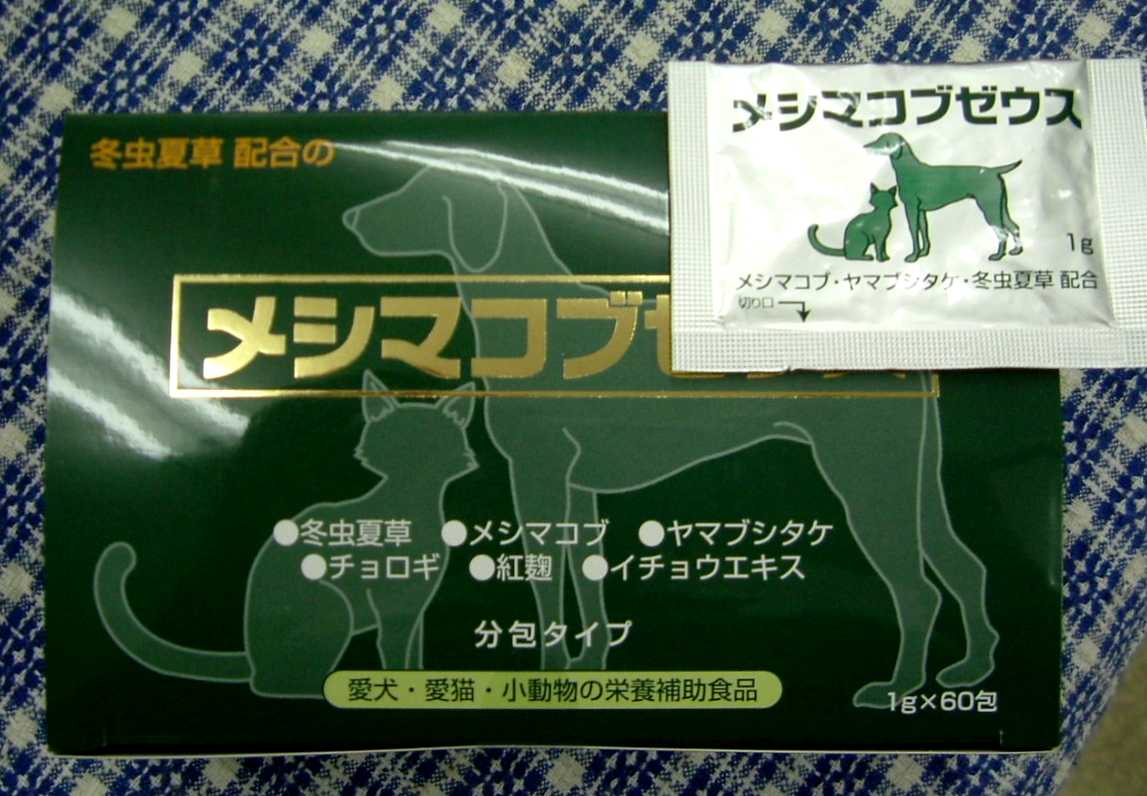 冬虫夏草 配合の
メシマコブゼ
●冬虫夏草 ●メシマコブ ●ヤマブシタケ
●チョロギ ●紅麹 ●イチョウエキス
分包タイプ
愛犬・愛猫・小動物の栄養補助食品
1g×60包
メシマコブゼウス
1g
メシマコブ・ヤマブシタケ・冬虫夏草 配合
切り口